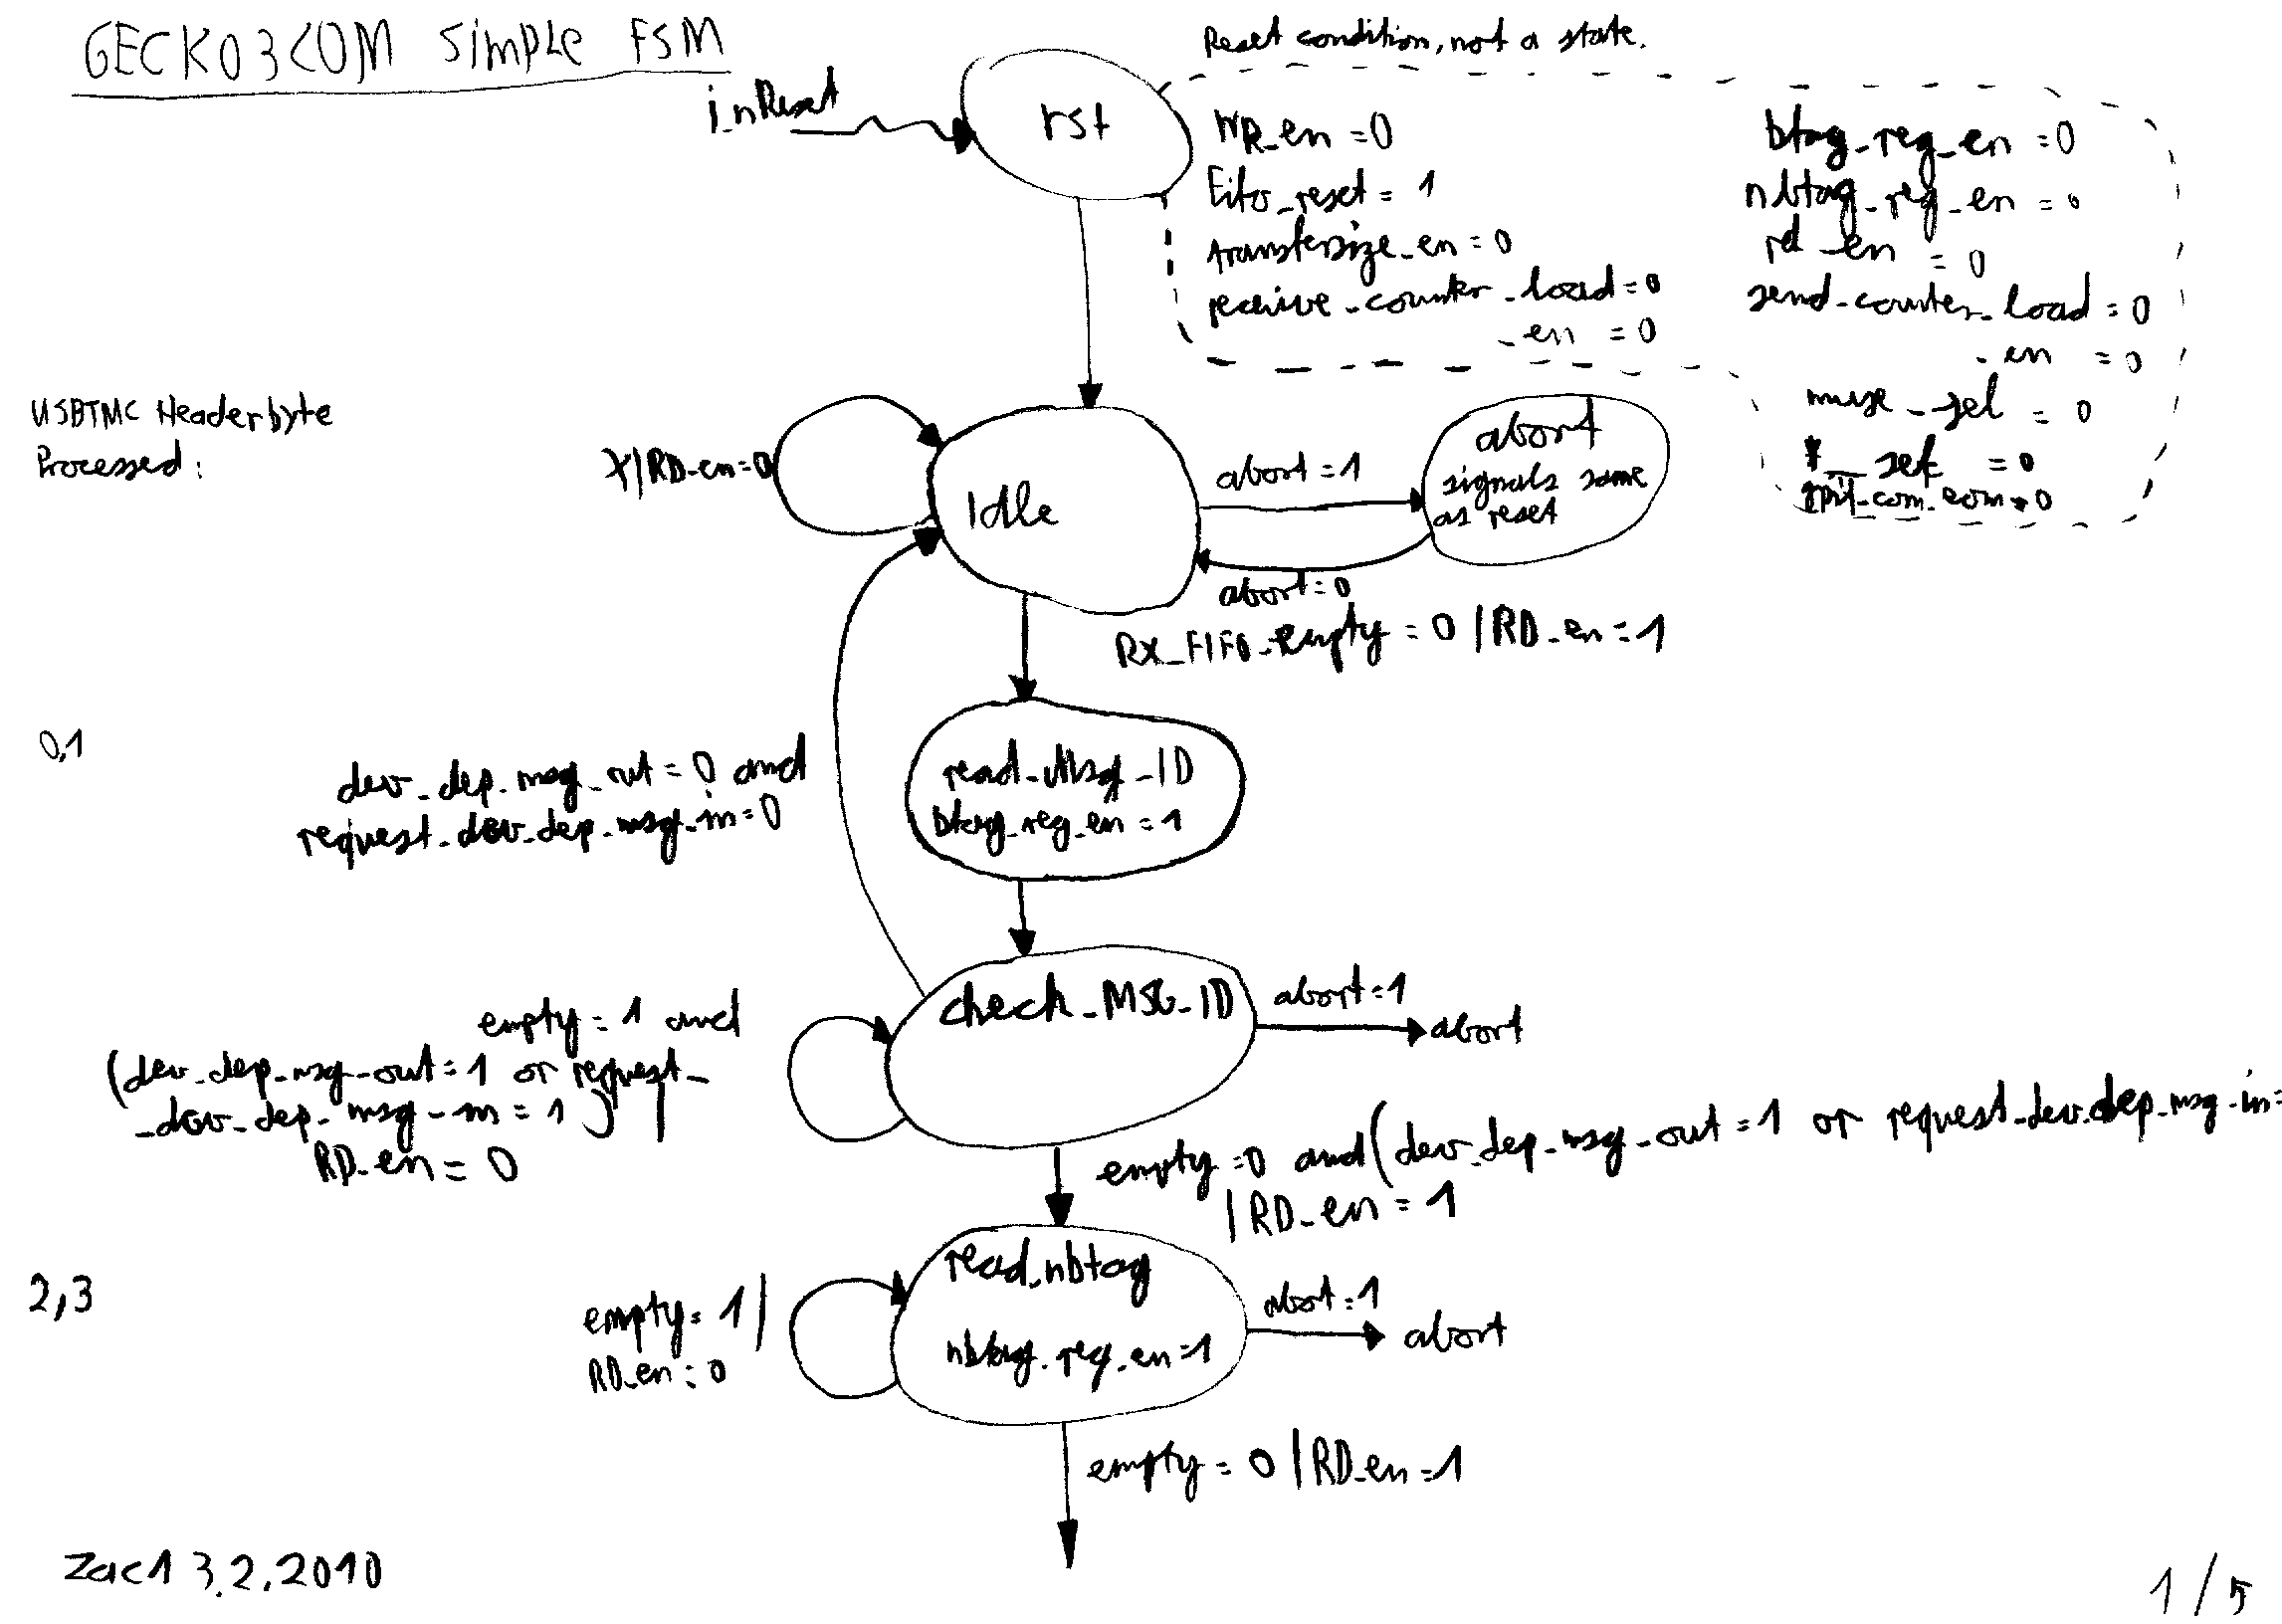 GECKO3COM simple FSM
Reset condition, not a state.
i_nReset
rst
WR_en = 0
Fifo_reset = 1
transfersize_en = 0
receive_counter_load = 0
_en = 0
btag_reg_en = 0
nbtag_reg_en = 0
rd_en = 0
send_counter_load = 0
_en = 0
mux_sel = 0
= 0
USBTMC Headerbyte
Processed:
RD_en=0
Idle
abort=1
abort
signals same
as reset
abort=0
RX_FIFO_empty = 0 | RD_en=1
0,1
dev_dep_msg_out = 0 and
request_dev_dep_msg_in=0
read_Msg_ID
btag_reg_en = 1
empty = 1 and
(dev_dep_msg_out=1 or request_
_dev_dep_msg_in = 1) |
RD_en = 0
check_MSG_ID
abort=1
abort
empty=0 and (dev_dep_msg_out = 1 or request_dev_dep_msg_in=
| RD_en = 1
2,3
empty= 1 |
RD_en = 0
read_nbtag
nbtag_reg_en=1
abort=1
abort
empty = 0 | RD_en=1
zac1 3.2.2010
1/5